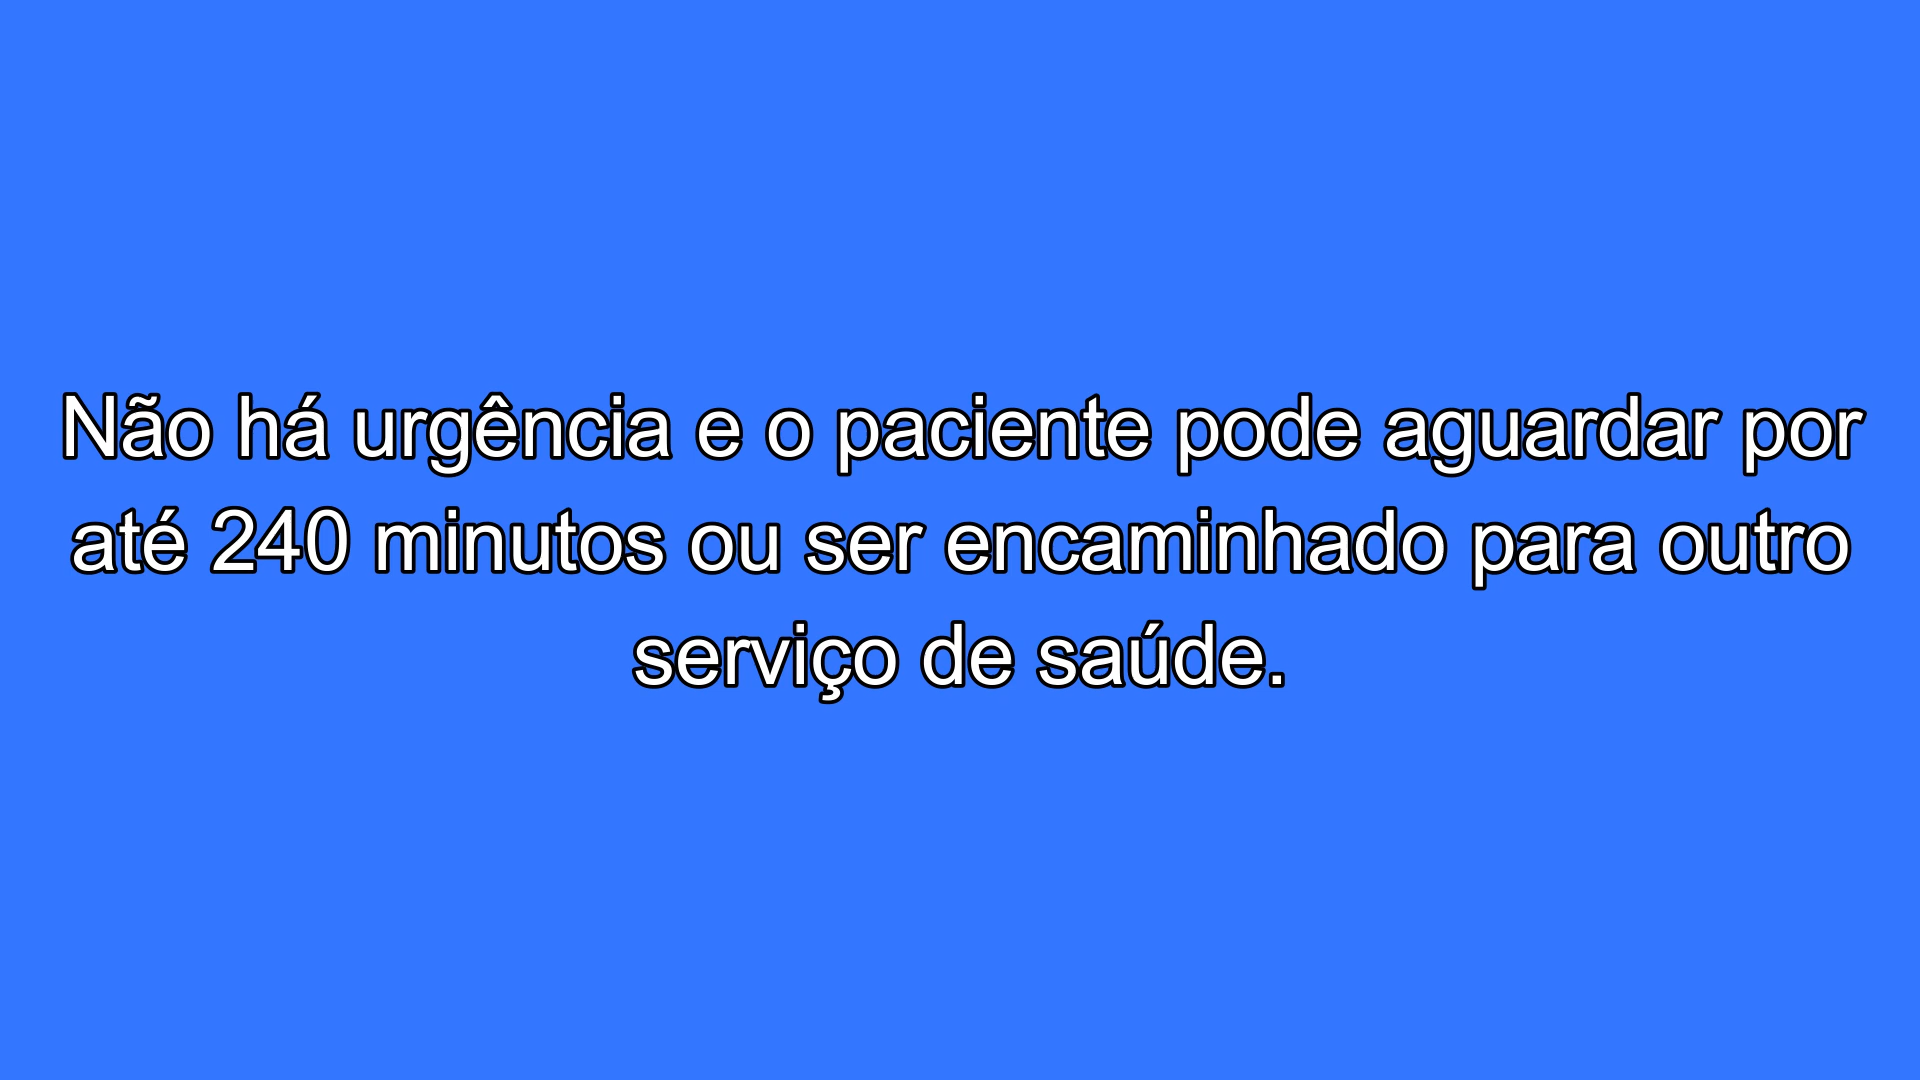 Não há urgência e o paciente pode aguardar por
até 240 minutos ou ser encaminhado para outro
serviço de saúde.